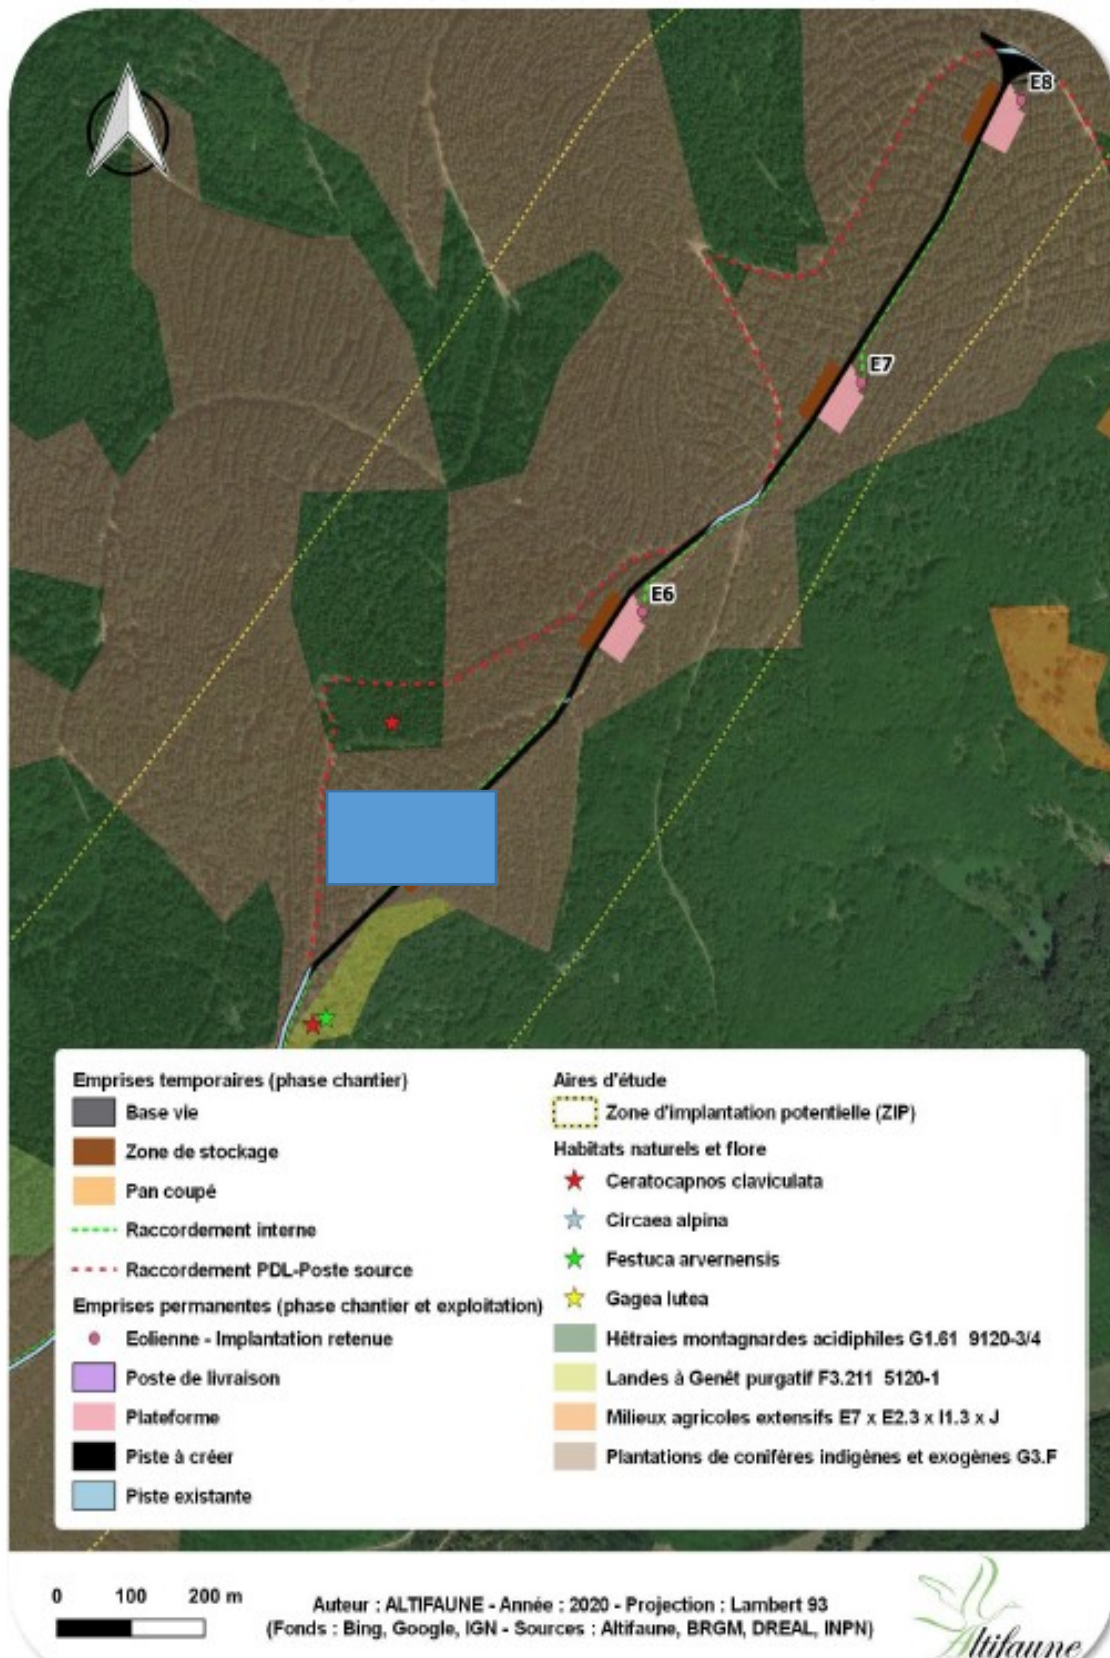 E8
E7
E6
Emprises temporaires (phase chantier)
Base vie
Zone de stockage
Pan coupé
Raccordement interne
Raccordement PDL-Poste source
Emprises permanentes (phase chantier et exploitation)
Eolienne - Implantation retenue
Poste de livraison
Plateforme
Piste à créer
Piste existante
Aires d'étude
Zone d'implantation potentielle (ZIP)
Habitats naturels et flore
Ceratocapnos claviculata
Circaea alpina
Festuca arvernensis
Gagea lutea
Hêtraies montagnardes acidiphiles G1.61 9120-3/4
Landes à Genêt purgatif F3.211 5120-1
Milieux agricoles extensifs E7 x E2.3 x I1.3 x J
Plantations de conifères indigènes et exogènes G3.F
0 100 200 m
Auteur : ALTIFAUNE - Année : 2020 - Projection : Lambert 93
(Fonds : Bing, Google, IGN - Sources : Altifaune, BRGM, DREAL, INPN)
Altifaune